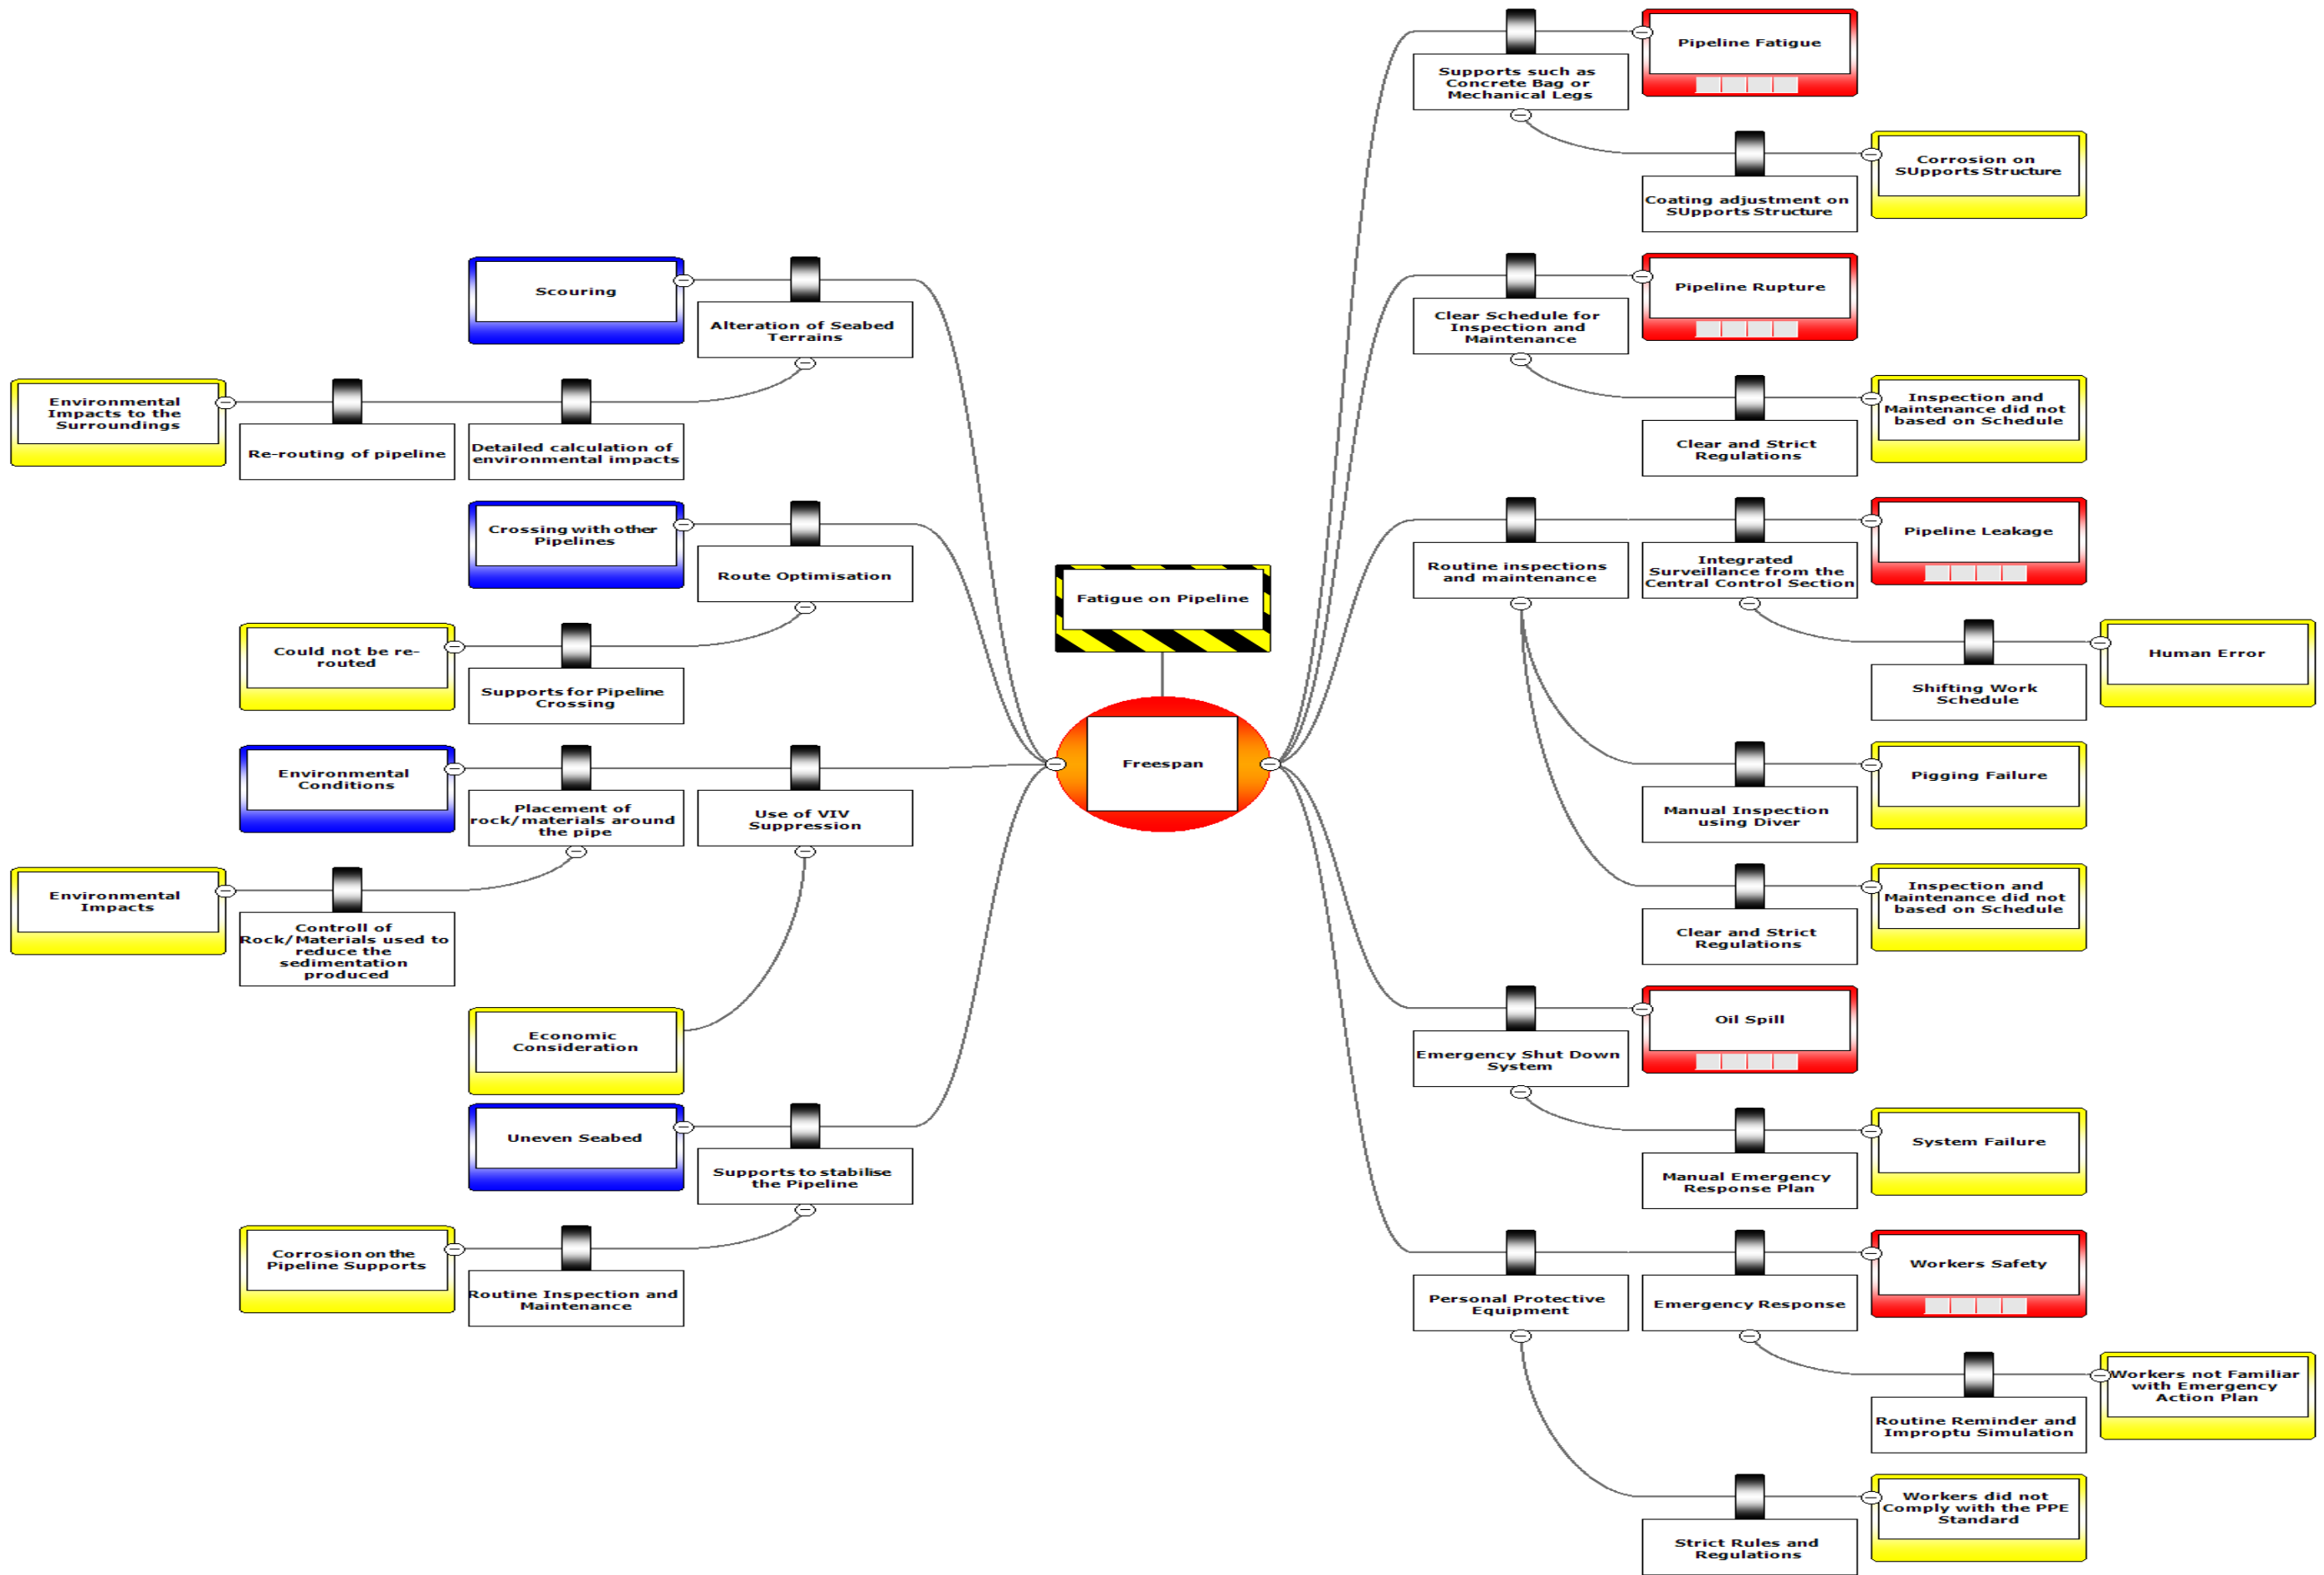 Scouring
Alteration of Seabed
Terrains
Environmental
Impacts to the
Surroundings
Re-routing of pipeline
Detailed calculation of
environmental impacts
Crossing with other
Pipelines
Route Optimisation
Could not be re-
routed
Supports for Pipeline
Crossing
Environmental
Conditions
Placement of
rock/materials around
the pipe
Use of VIV
Suppression
Environmental
Impacts
Controll of
Rock/Materials used to
reduce the
sedimentation
produced
Economic
Consideration
Uneven Seabed
Supports to stabilise
the Pipeline
Corrosion on the
Pipeline Supports
Routine Inspection and
Maintenance
Fatigue on Pipeline
Freespan
Supports such as
Concrete Bag or
Mechanical Legs
Pipeline Fatigue
Coating adjustment on
SUpports Structure
Corrosion on
SUpports Structure
Clear Schedule for
Inspection and
Maintenance
Pipeline Rupture
Clear and Strict
Regulations
Inspection and
Maintenance did not
based on Schedule
Routine inspections
and maintenance
Integrated
Surveillance from the
Central Control Section
Pipeline Leakage
Shifting Work
Schedule
Human Error
Manual Inspection
using Diver
Pigging Failure
Clear and Strict
Regulations
Inspection and
Maintenance did not
based on Schedule
Emergency Shut Down
System
Oil Spill
Manual Emergency
Response Plan
System Failure
Personal Protective
Equipment
Emergency Response
Workers Safety
Routine Reminder and
Improptu Simulation
Workers not Familiar
with Emergency
Action Plan
Strict Rules and
Regulations
Workers did not
Comply with the PPE
Standard